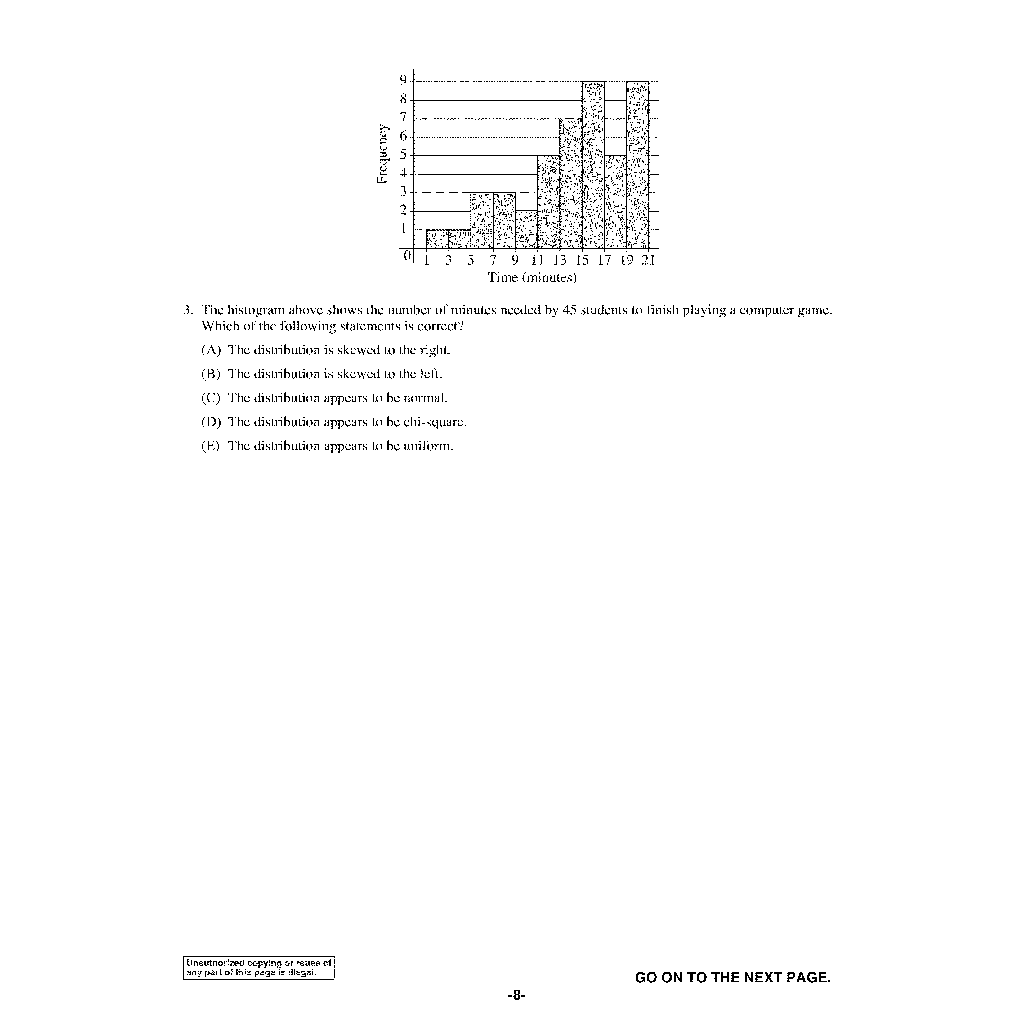 9
8
7
6
5
4
3
2
1
0
Frequency
1 3 5 7 9 11 13 15 17 19 21
Time (minutes)
3. The histogram above shows the number of minutes needed by 45 students to finish playing a computer game.
Which of the following statements is correct?
(A) The distribution is skewed to the right.
(B) The distribution is skewed to the left.
(C) The distribution appears to be normal.
(D) The distribution appears to be chi-square.
(E) The distribution appears to be uniform.
Unauthorized copying or reuse of
any part of this page is illegal.
GO ON TO THE NEXT PAGE.
-8-